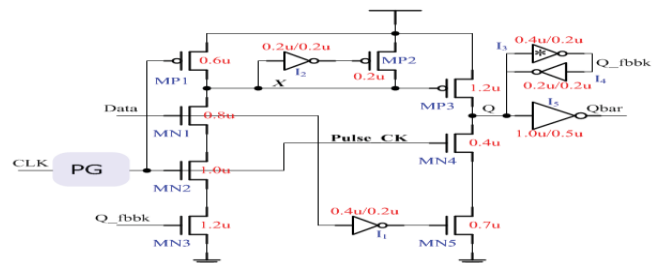 0.4u/0.2u
I3
*
Q_fbbk
I4
0.2u/0.2u
0.2u/0.2u
MP1
0.6u
I2
MP2
0.2u
X
MP3
1.2u
Q
I5
Qbar
1.0u/0.5u
Data
MN1
0.8u
Pulse_CK
MN4
0.4u
CLK
PG
MN2
1.0u
Q_fbbk
MN3
1.2u
0.4u/0.2u
I1
MN5
0.7u